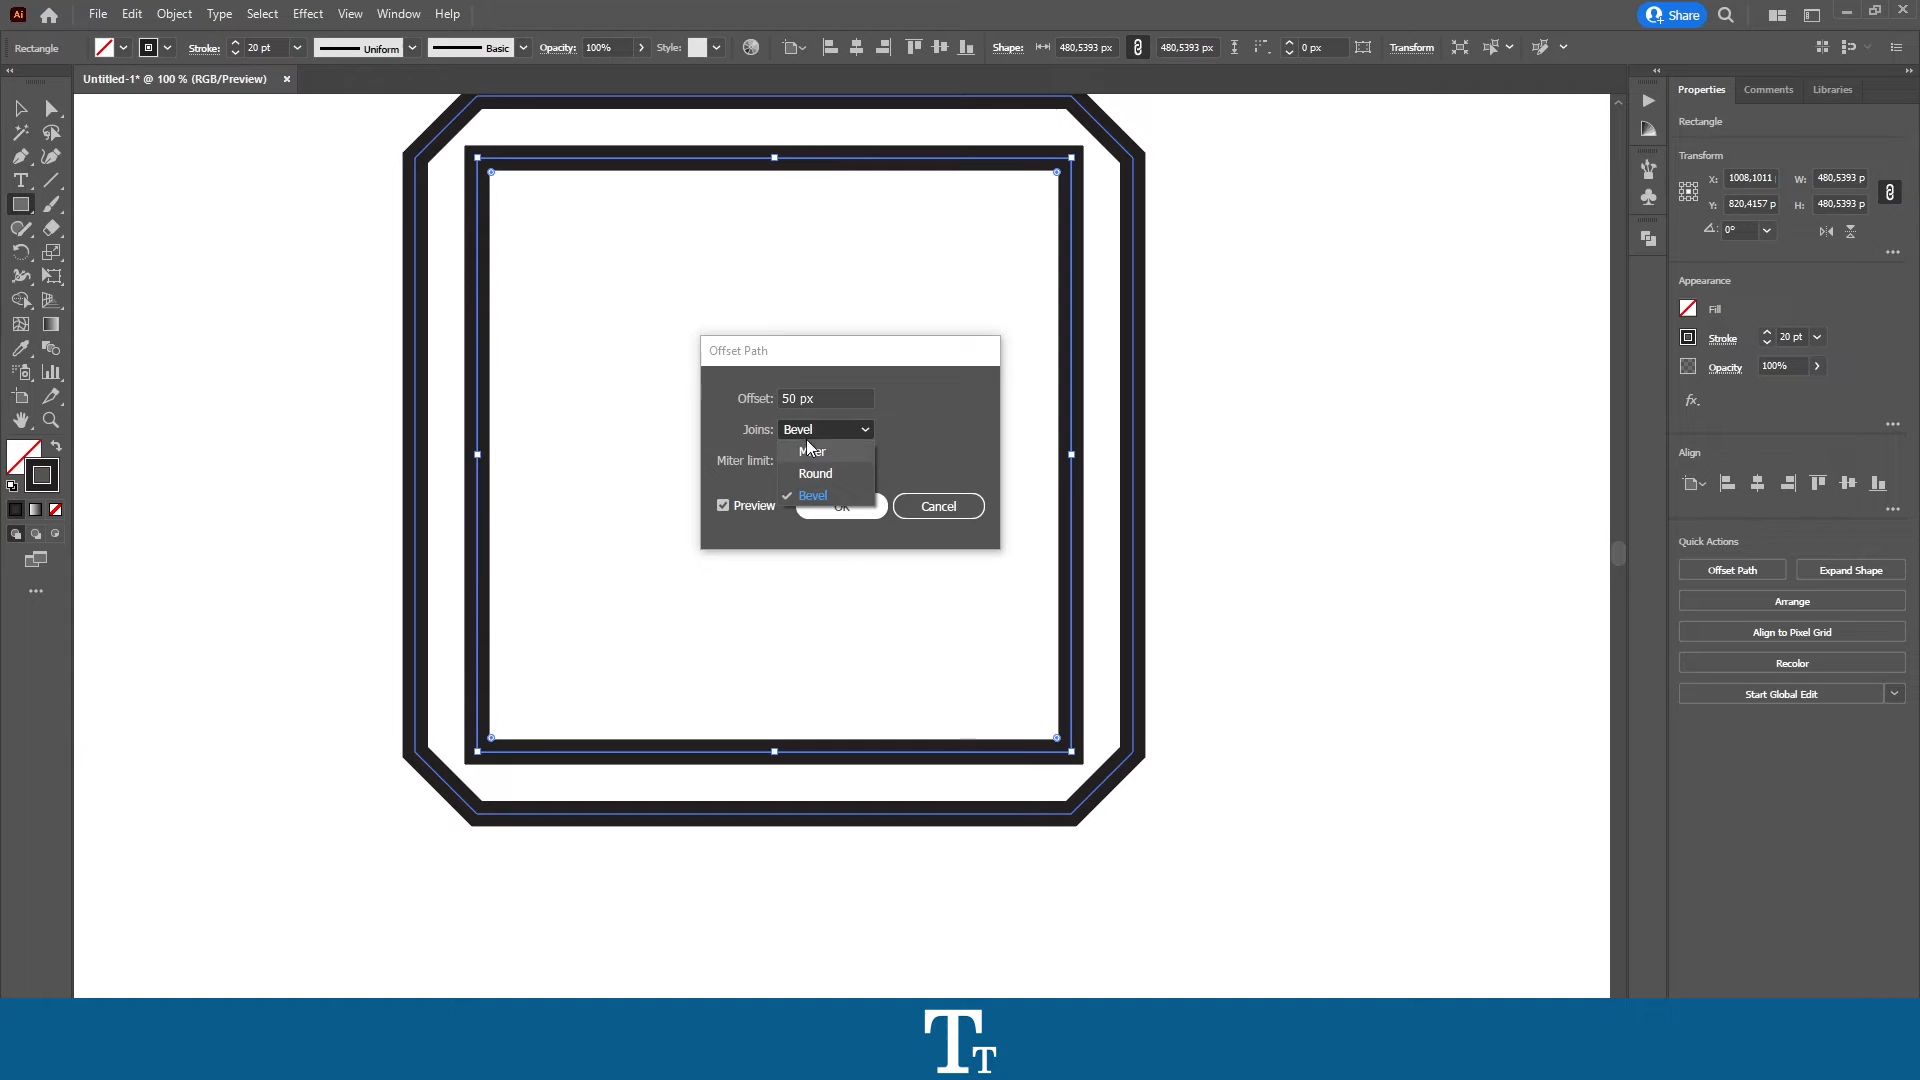 Ai File Edit Object Type Select Effect View Window Help Share
Rectangle Stroke: 20 pt Uniform Basic Opacity: 100% Style: Shape: 480,5393 px 480,5393 px 0 px Transform
Untitled-1* @ 100 % (RGB/Preview) ×
Properties Comments Libraries
Rectangle
Transform
X: 1008,1011 W: 480,5393 p
Y: 820,4157 p H: 480,5393 p
0°
Appearance
Fill
Stroke 20 pt
Opacity 100%
fx.
Align
Quick Actions
Offset Path Expand Shape
Arrange
Align to Pixel Grid
Recolor
Start Global Edit
Offset Path
Offset: 50 px
Joins: Bevel
Miter limit:
Round
Bevel
Preview OK Cancel
TT